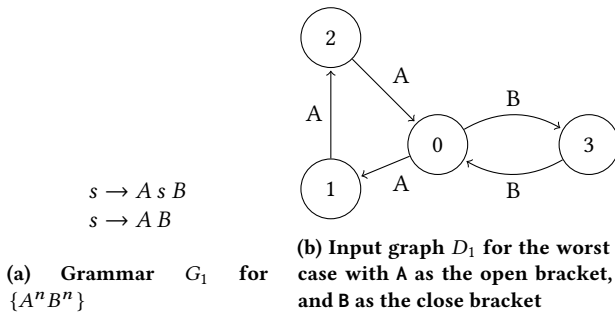 s → A s B
s → A B
(a) Grammar G₁ for
{AⁿBⁿ}
2
A
A
B
0
3
A
1
B
(b) Input graph D₁ for the worst
case with A as the open bracket,
and B as the close bracket